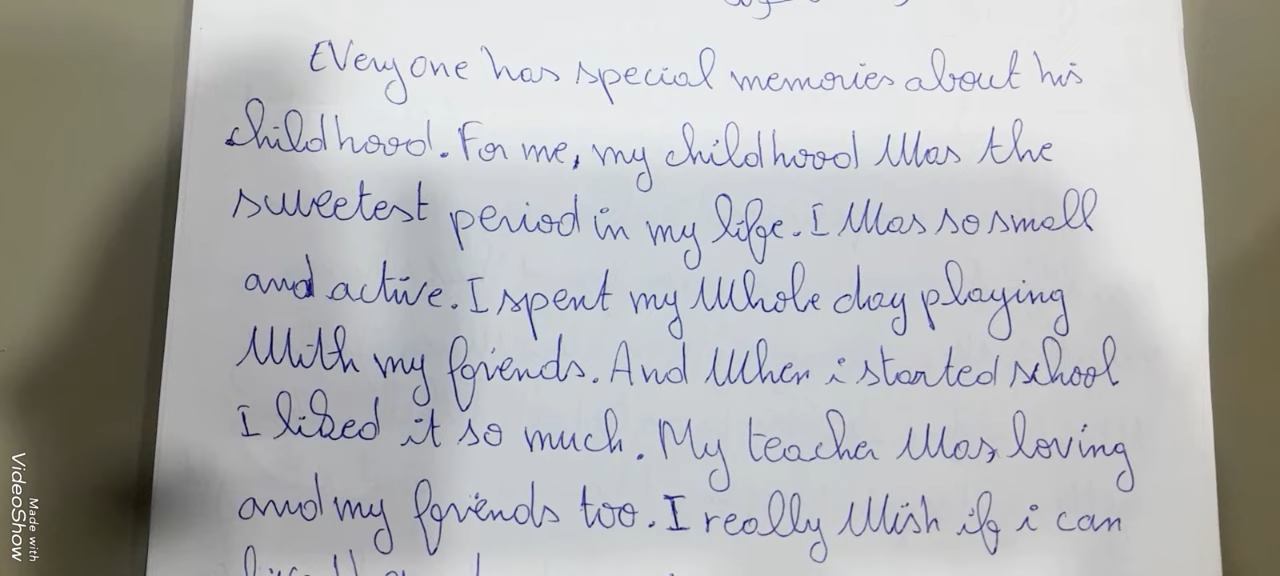 Everyone has special memories about his
childhood. For me, my childhood was the
sweetest period in my life. I was so small
and active. I spent my whole day playing
with my friends. And when i started school
I liked it so much. My teacher was loving
and my friends too. I really wish if i can
Made with
VideoShow